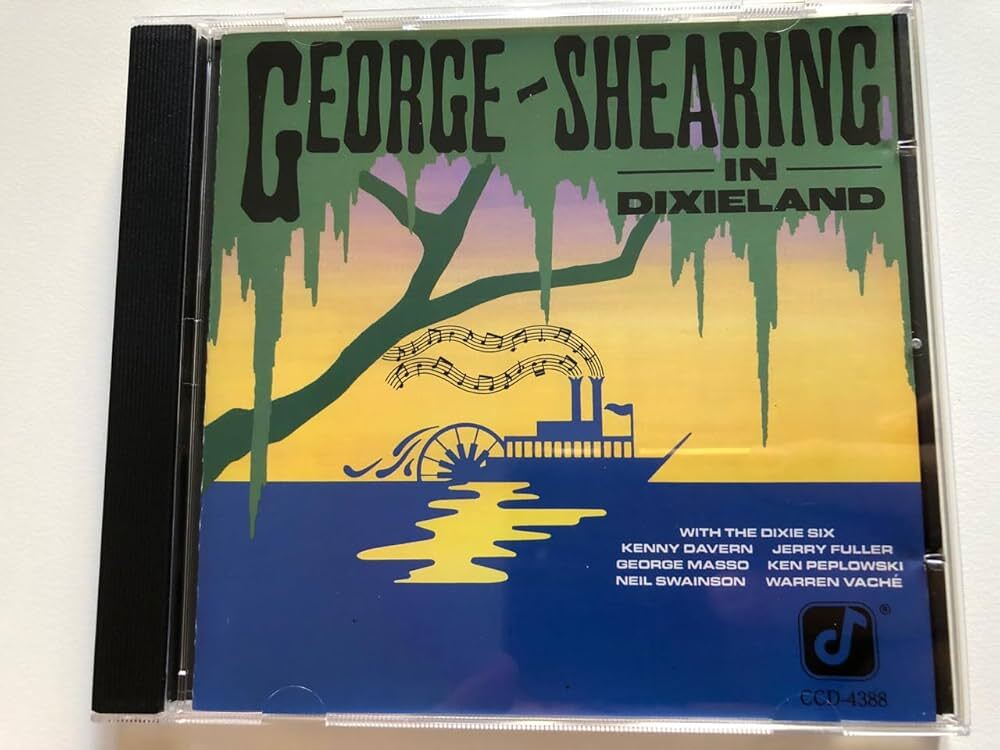 GEORGE-SHEARING
IN
DIXIELAND
WITH THE DIXIE SIX
KENNY DAVERN JERRY FULLER
GEORGE MASSO KEN PEPLOWSKI
NEIL SWAINSON WARREN VACHÉ
®
CCD-4388